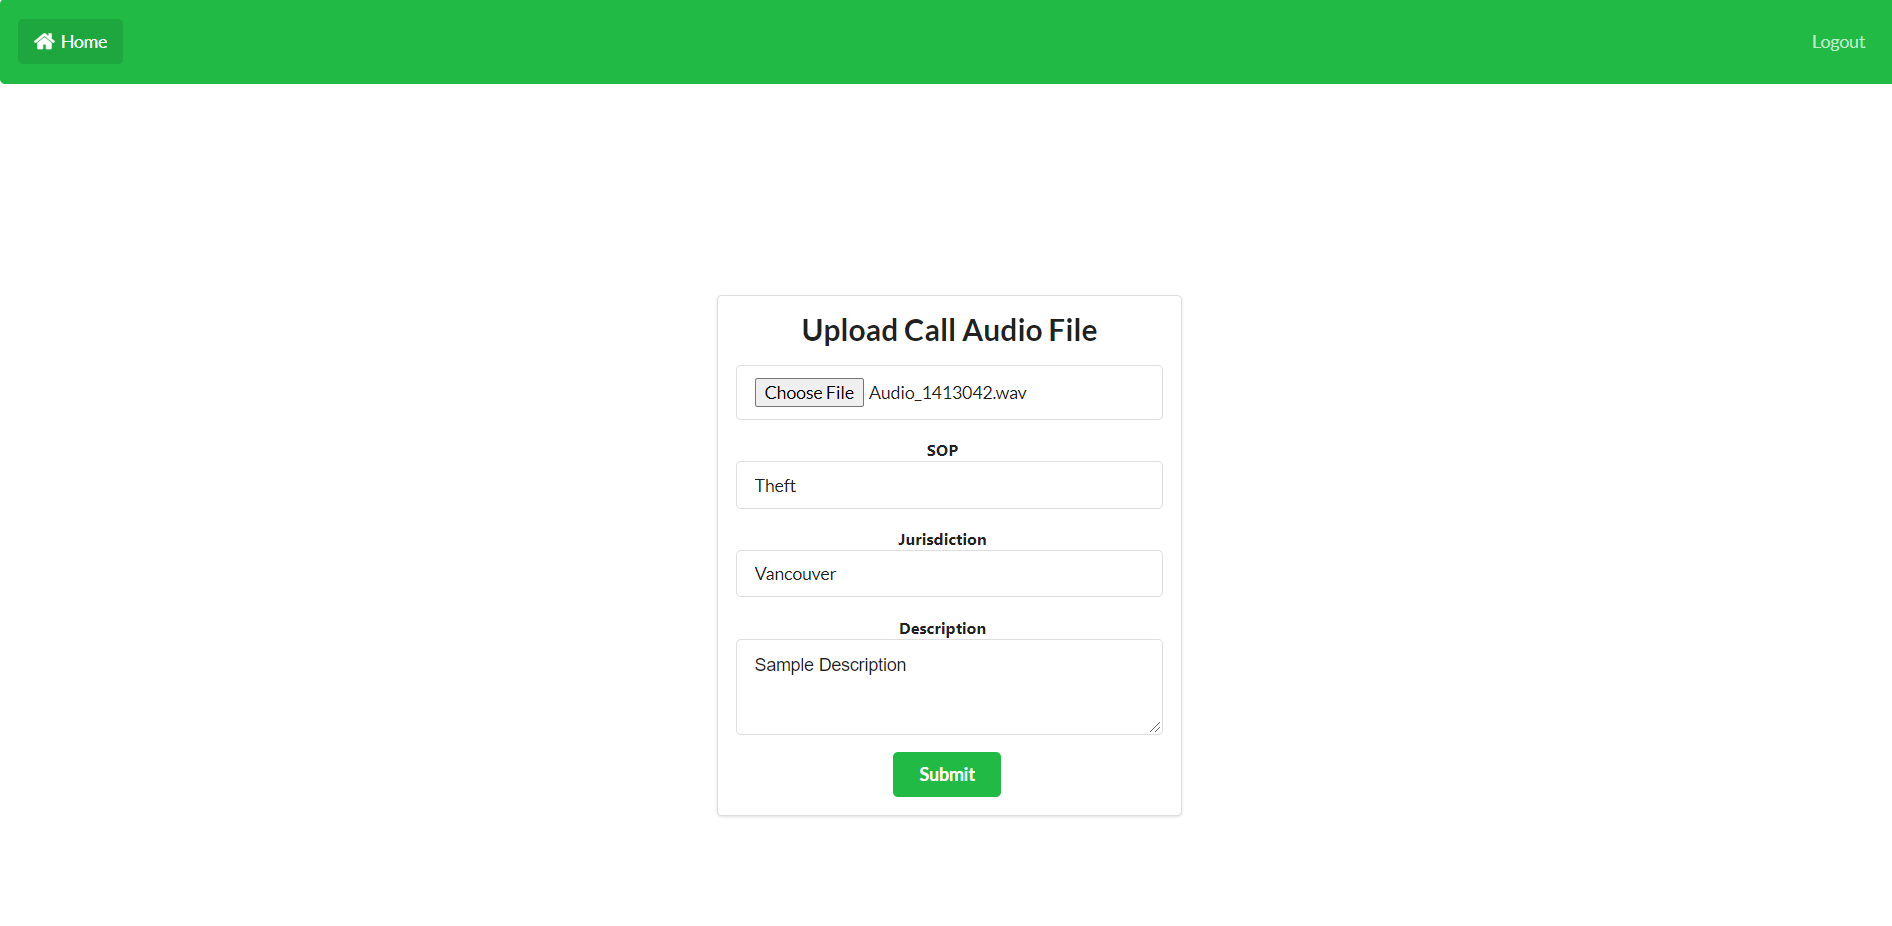 Home
Logout
Upload Call Audio File
Choose File Audio_1413042.wav
SOP
Theft
Jurisdiction
Vancouver
Description
Sample Description
Submit